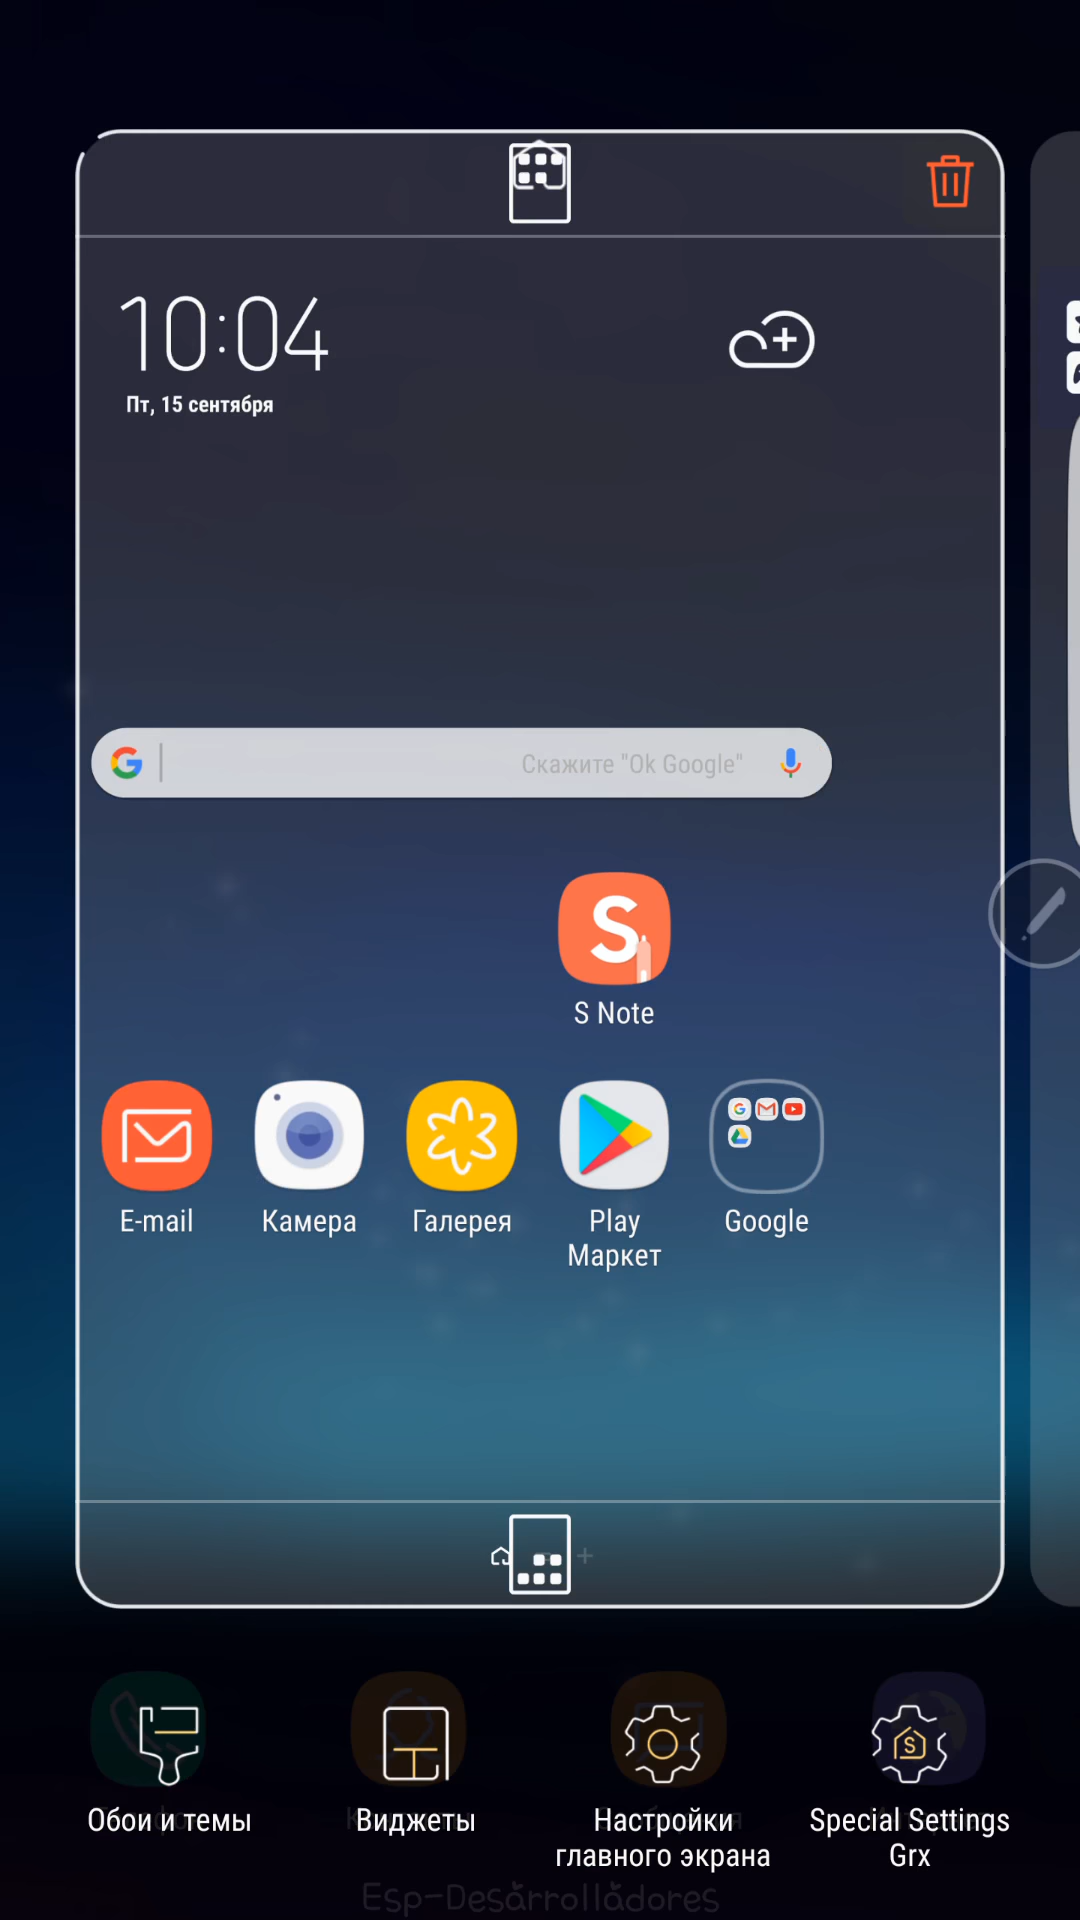 10:04
Пт, 15 сентября
Скажите "Ok Google"
S Note
E-mail
Камера
Галерея
Play
Маркет
Google
Обои и темы
Виджеты
Настройки
главного экрана
Special Settings
Grx
Esp-Desarrolladores